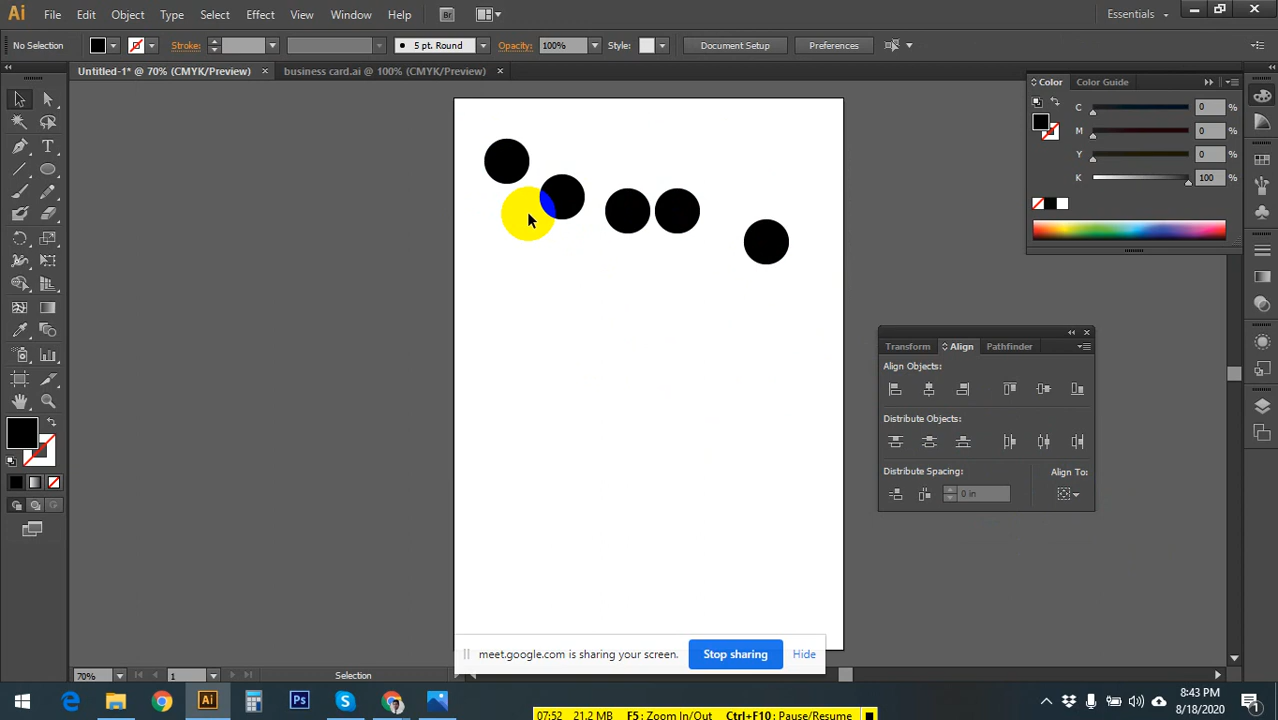 Ai File Edit Object Type Select Effect View Window Help Br Essentials
No Selection Stroke: 5 pt. Round Opacity: 100% Style: Document Setup Preferences
Untitled-1* @ 70% (CMYK/Preview) × business card.ai @ 100% (CMYK/Preview) ×
Color Color Guide
C 0 %
M 0 %
Y 0 %
K 100 %
Transform Align Pathfinder
Align Objects:
Distribute Objects:
Distribute Spacing: Align To:
0 in
meet.google.com is sharing your screen. Stop sharing Hide
70% 1 Selection
Ai Ps 8:43 PM
8/18/2020
07:52 21.2 MB F5: Zoom In/Out Ctrl+F10: Pause/Resume